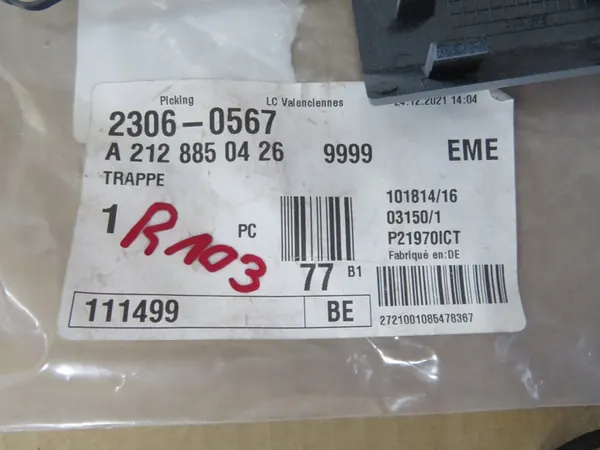 Picking LC Valenciennes
24.12.2021 14:04
2306-0567
A 212 885 04 26 9999 EME
TRAPPE
101814/16
03150/1
P21970ICT
Fabriqué en: DE
1 PC
R103
77 B1
111499 BE
2721001085478367